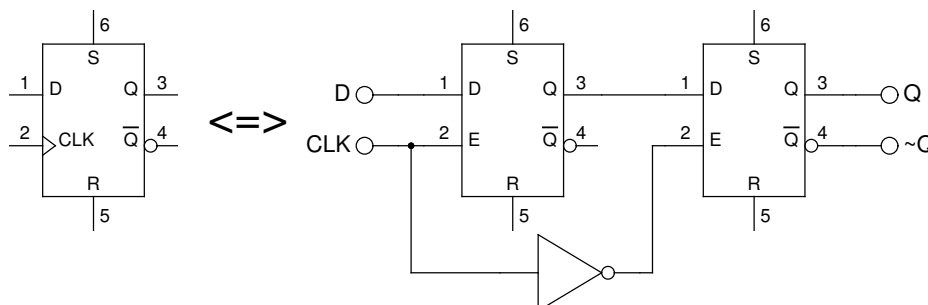 6 6 6
S S S
1 D Q 3 D 1 D Q 3 1 D Q 3 Q
<=>
2 CLK Q 4 CLK 2 E Q 4 2 E Q 4 ~Q
R R R
5 5 5